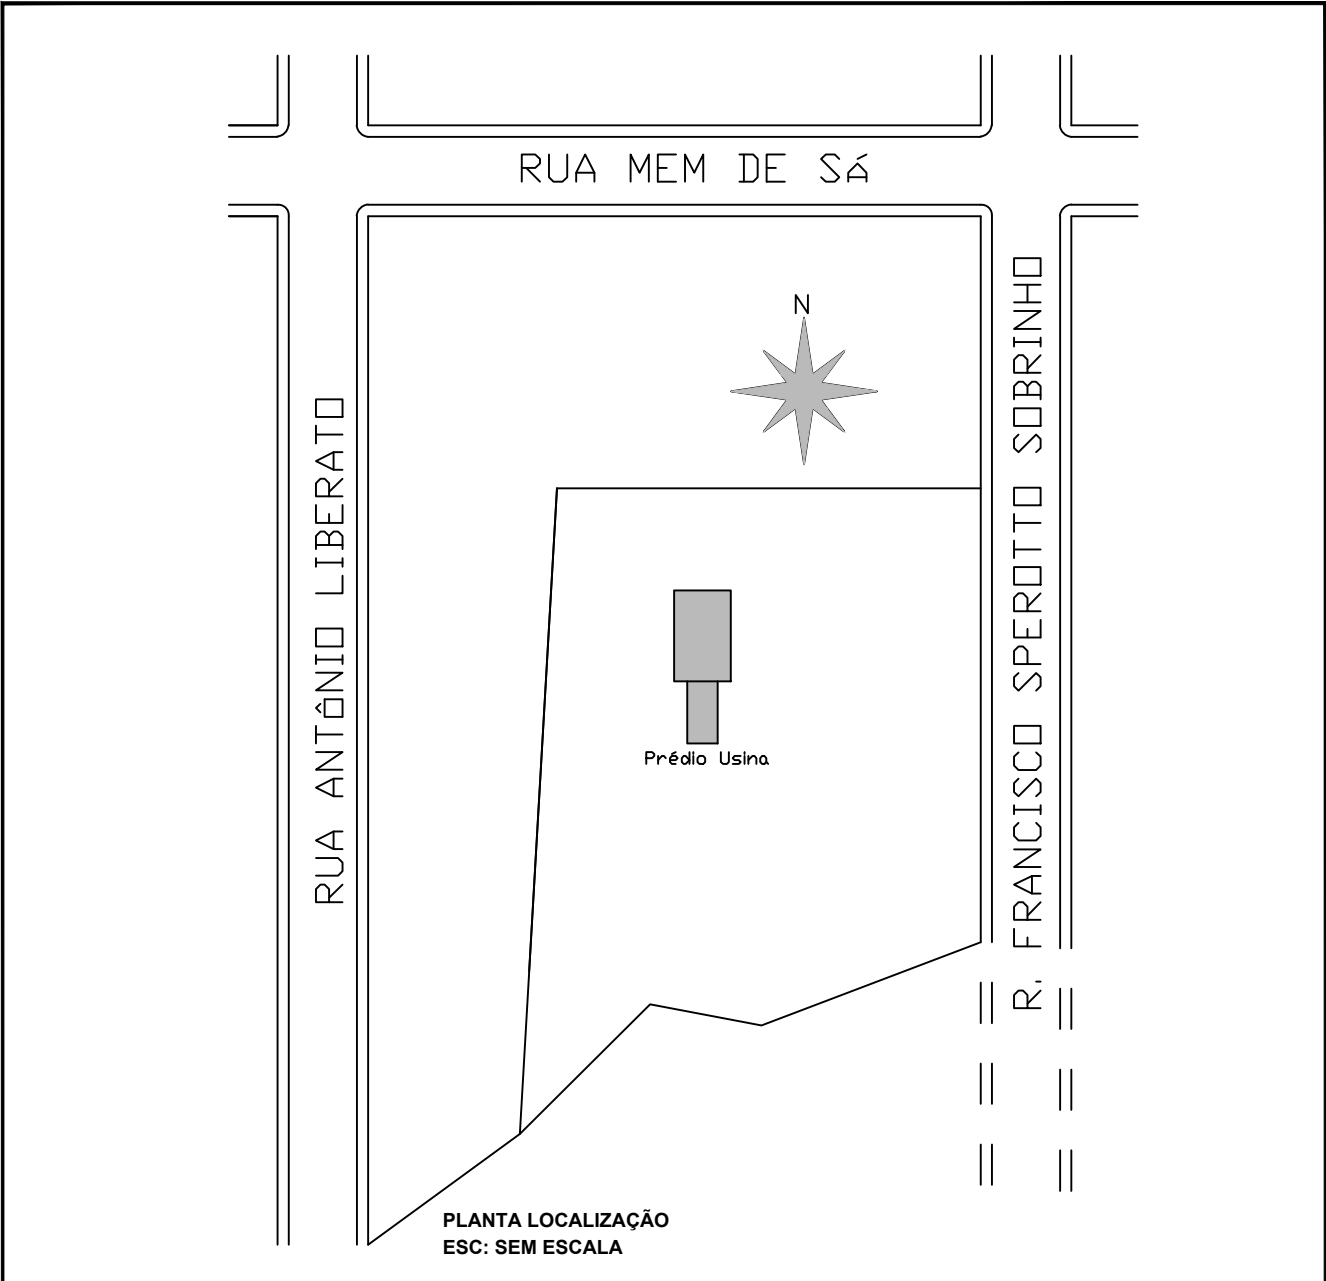 RUA MEM DE SÁ
N
RUA ANTÔNIO LIBERATO
R. FRANCISCO SPEROTTO SOBRINHO
Prédio Usina
PLANTA LOCALIZAÇÃO
ESC: SEM ESCALA